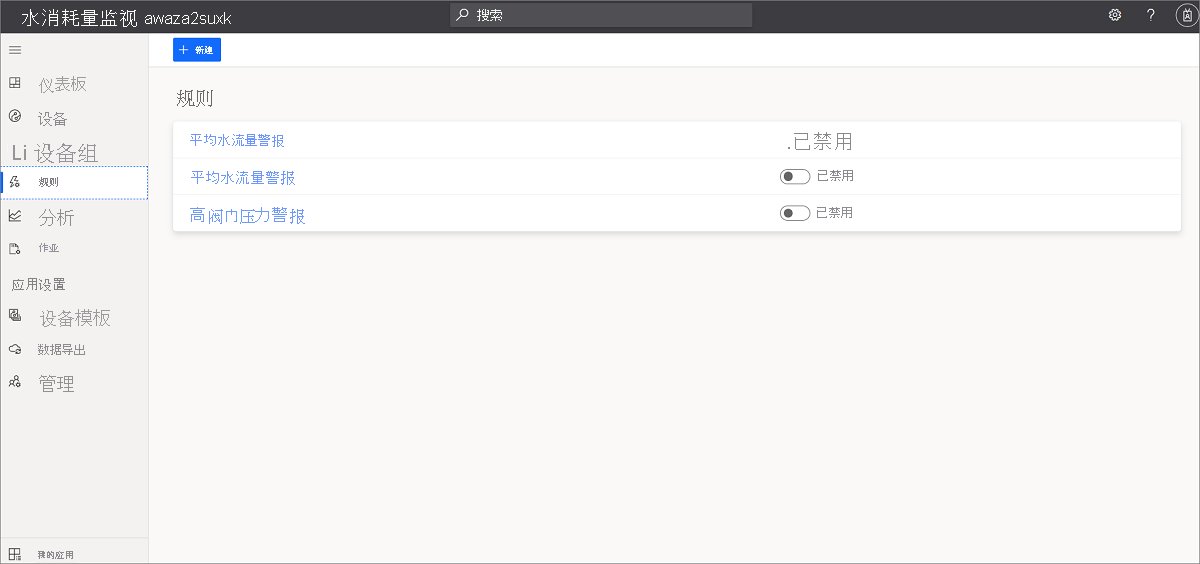 水消耗量监视 awaza2suxk
搜索
?
新建
仪表板
设备
Li 设备组
规则
分析
作业
应用设置
设备模板
数据导出
管理
我的应用
规则
平均水流量警报 .已禁用
平均水流量警报 已禁用
高阀门压力警报 已禁用